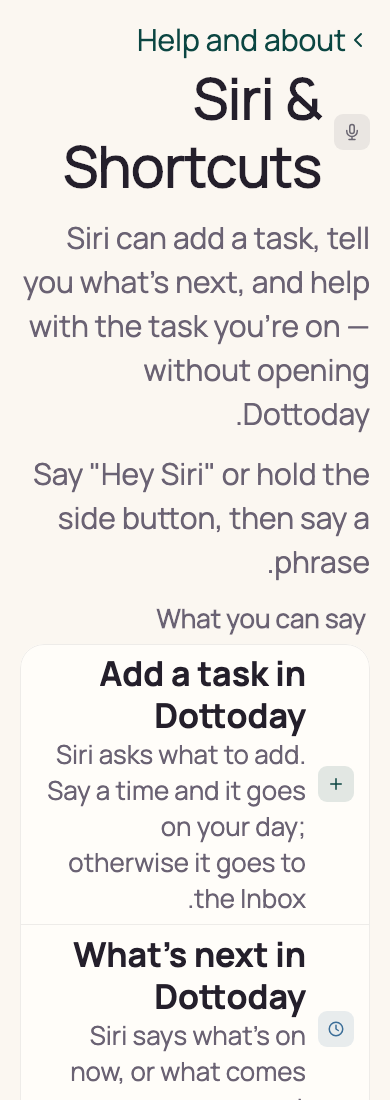 Help and about
Siri &
Shortcuts
Siri can add a task, tell
you what's next, and help
with the task you're on —
without opening
.Dottoday
Say "Hey Siri" or hold the
side button, then say a
.phrase
What you can say
Add a task in
Dottoday
Siri asks what to add.
Say a time and it goes
on your day;
otherwise it goes to
.the Inbox
What's next in
Dottoday
Siri says what's on
now, or what comes